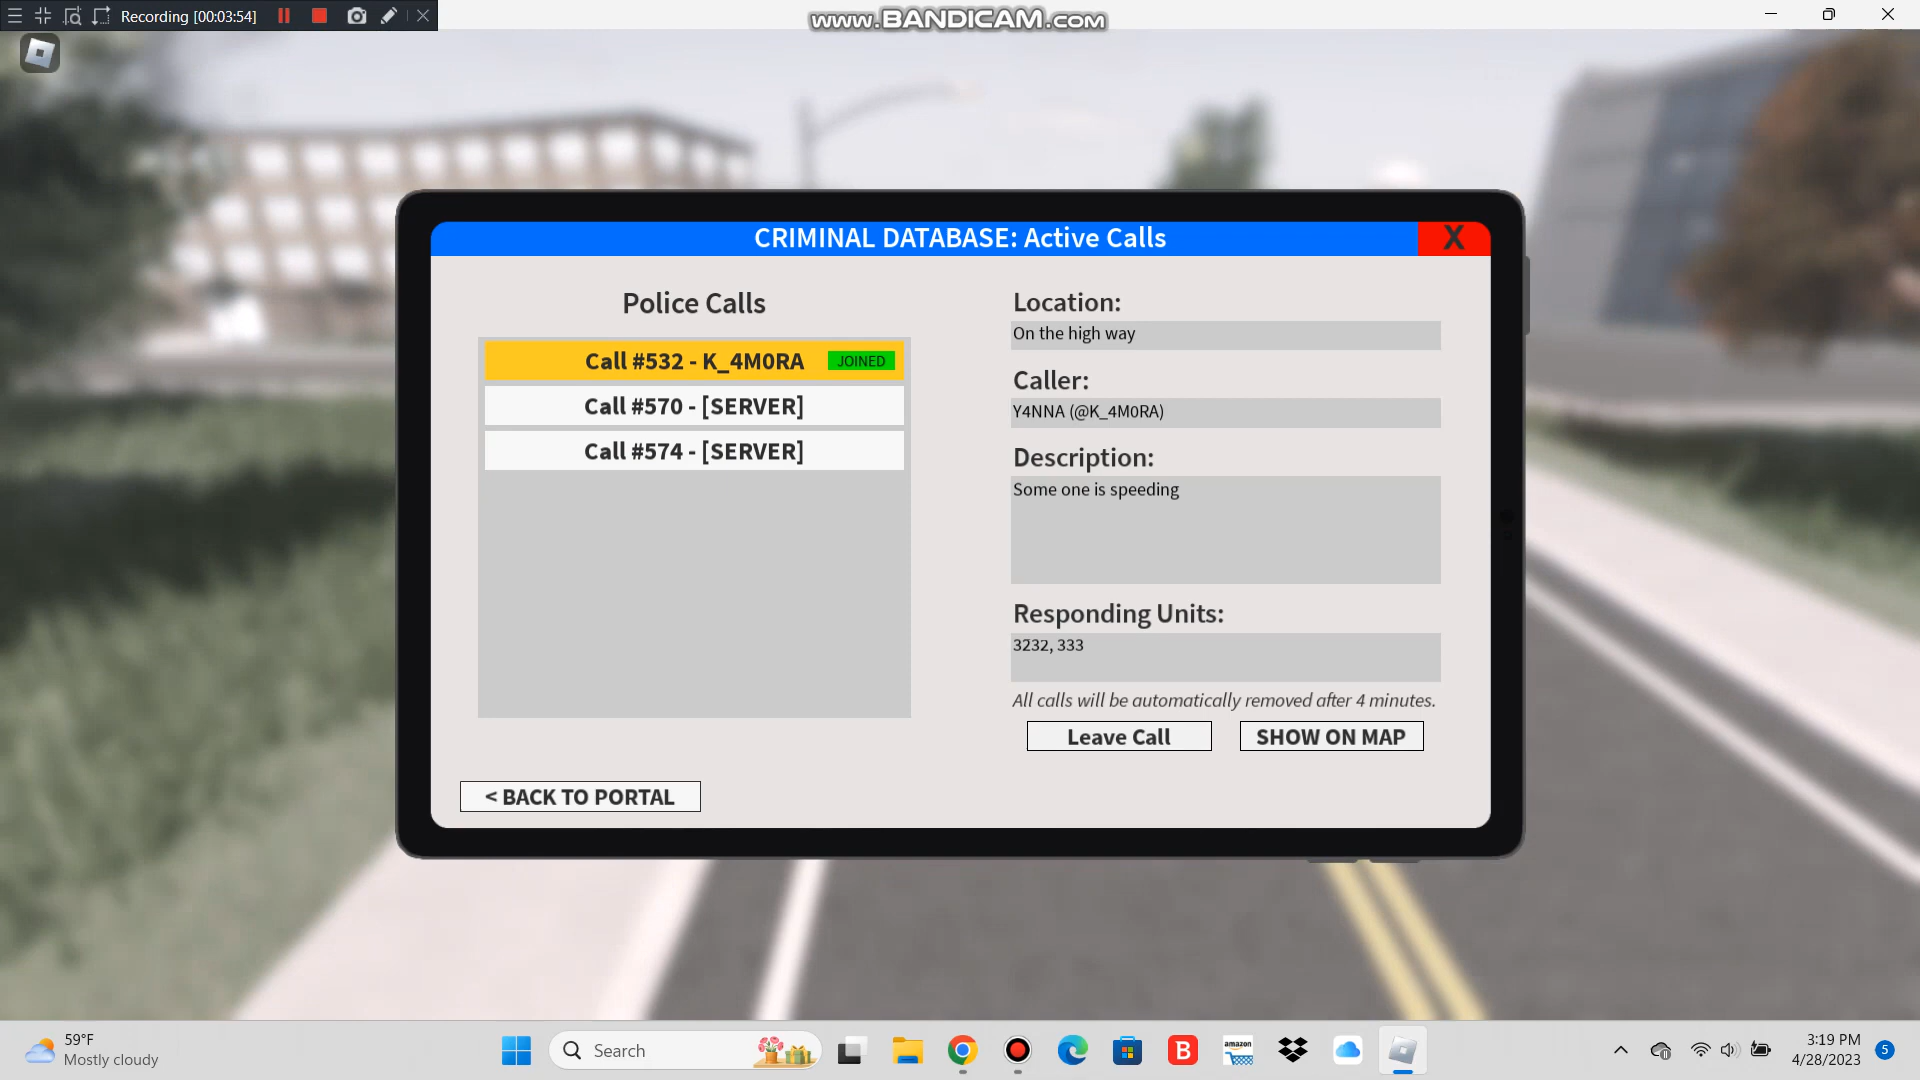 Recording [00:03:54]
www.BANDICAM.com
CRIMINAL DATABASE: Active Calls
X
Police Calls
Call #532 - K_4M0RA
JOINED
Call #570 - [SERVER]
Call #574 - [SERVER]
< BACK TO PORTAL
Location:
On the high way
Caller:
Y4NNA (@K_4M0RA)
Description:
Some one is speeding
Responding Units:
3232, 333
All calls will be automatically removed after 4 minutes.
Leave Call
SHOW ON MAP
59°F
Mostly cloudy
Search
B
amazon
3:19 PM
4/28/2023
5